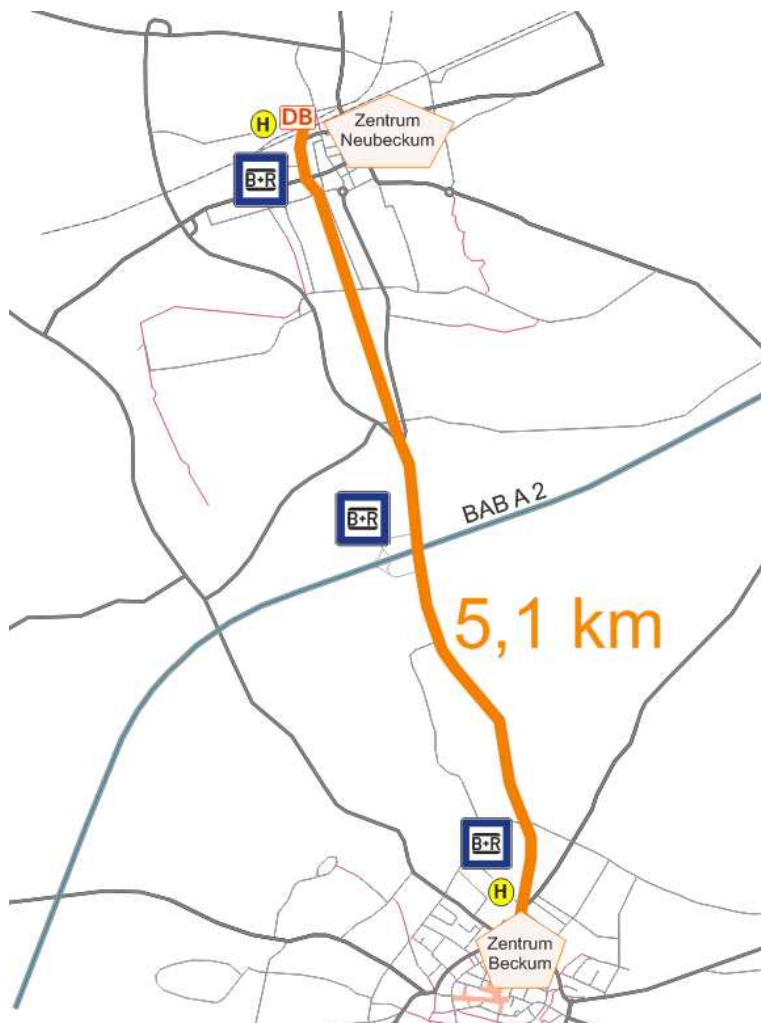 H
DB
Zentrum
Neubeckum
B+R
B+R
BAB A 2
5,1 km
B+R
H
Zentrum
Beckum